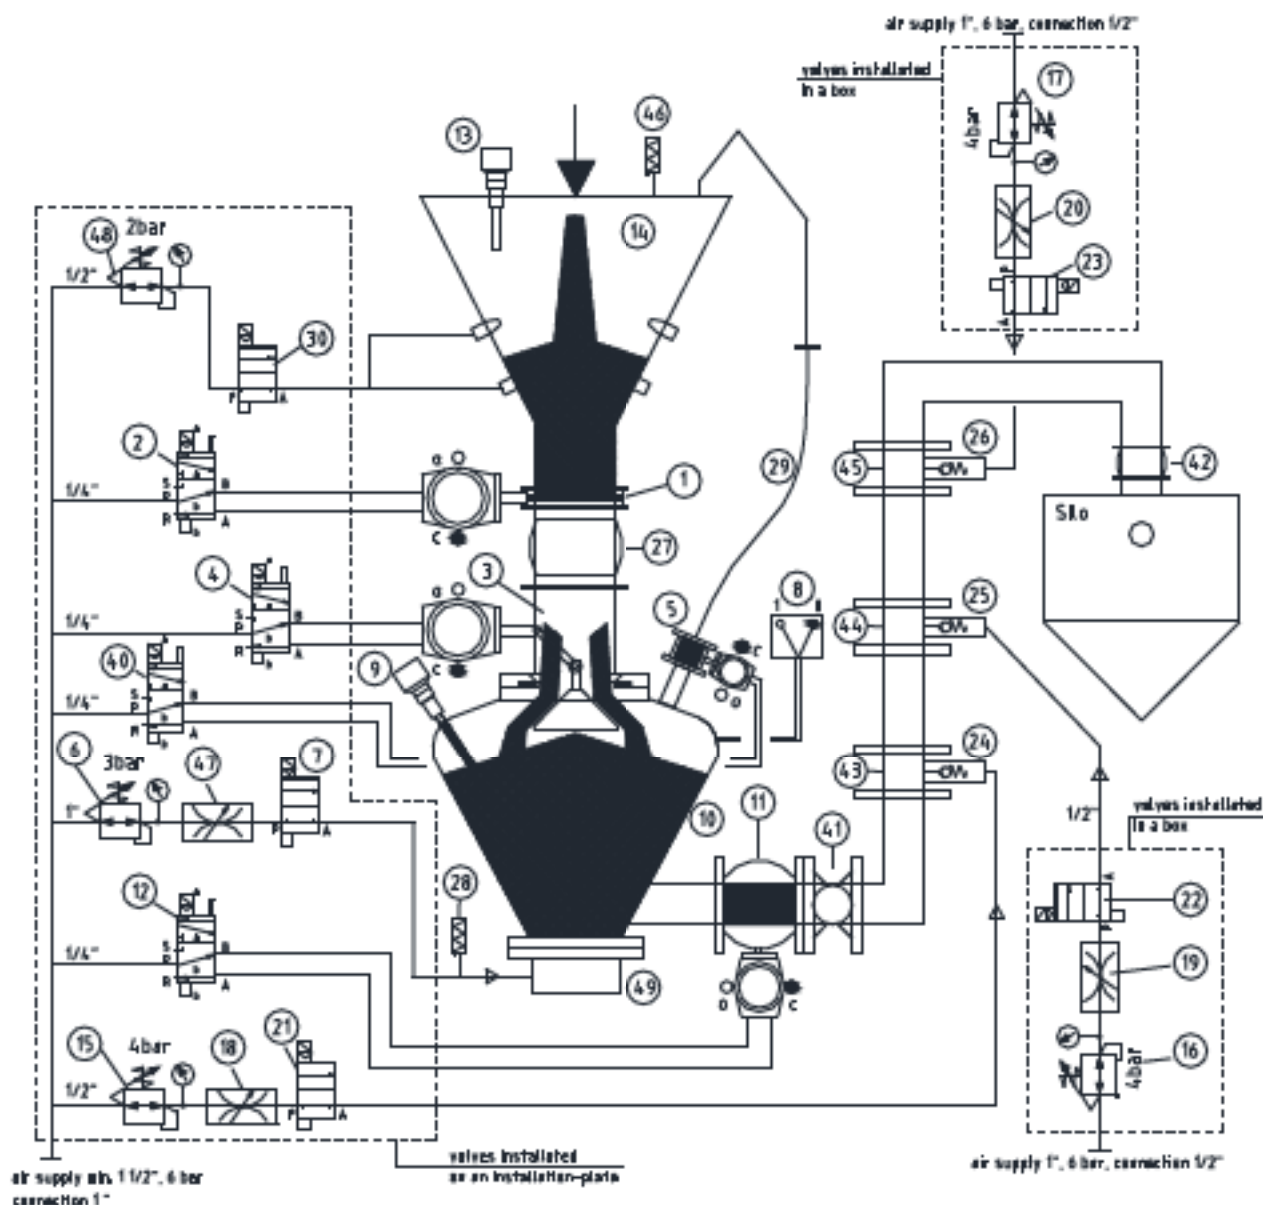 air supply 1", 6 bar, connection 1/2"
valves installated
in a box
17
4bar
20
23
13
46
14
48
2bar
1/2"
30
P
A
2
1/4"
S
P
R
B
A
a
b
o
C
1
27
29
26
45
42
Silo
4
1/4"
S
P
R
B
A
o
C
3
5
C
O
8
1
25
44
40
1/4"
S
P
R
B
A
9
6
3bar
47
7
1"
P
A
10
11
41
24
43
1/2"
valves installated
in a box
12
1/4"
S
P
R
B
A
28
49
O
C
22
19
16
4bar
15
4bar
18
21
1/2"
P
A
valves installated
on an installation-plate
air supply min. 1 1/2", 6 bar
connection 1"
air supply 1", 6 bar, connection 1/2"